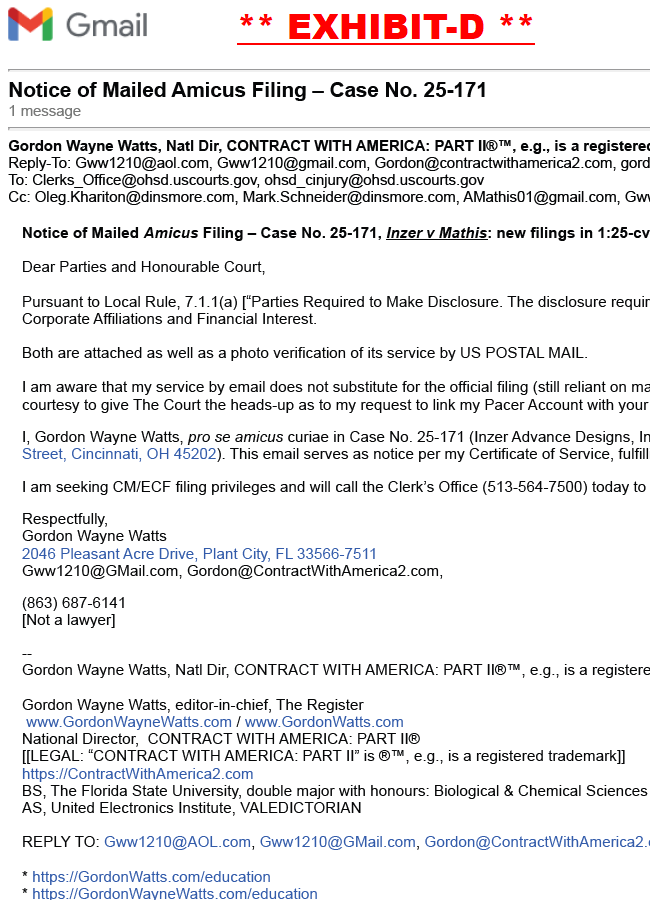 Gmail
** EXHIBIT-D **
Notice of Mailed Amicus Filing – Case No. 25-171
1 message
Gordon Wayne Watts, Natl Dir, CONTRACT WITH AMERICA: PART II®™, e.g., is a registered
Reply-To: Gww1210@aol.com, Gww1210@gmail.com, Gordon@contractwithamerica2.com, gord
To: Clerks_Office@ohsd.uscourts.gov, ohsd_cinjury@ohsd.uscourts.gov
Cc: Oleg.Khariton@dinsmore.com, Mark.Schneider@dinsmore.com, AMathis01@gmail.com, Gww
Notice of Mailed Amicus Filing – Case No. 25-171, Inzer v Mathis: new filings in 1:25-cv
Dear Parties and Honourable Court,
Pursuant to Local Rule, 7.1.1(a) [“Parties Required to Make Disclosure. The disclosure requir
Corporate Affiliations and Financial Interest.
Both are attached as well as a photo verification of its service by US POSTAL MAIL.
I am aware that my service by email does not substitute for the official filing (still reliant on ma
courtesy to give The Court the heads-up as to my request to link my Pacer Account with your
I, Gordon Wayne Watts, pro se amicus curiae in Case No. 25-171 (Inzer Advance Designs, In
Street, Cincinnati, OH 45202). This email serves as notice per my Certificate of Service, fulfilli
I am seeking CM/ECF filing privileges and will call the Clerk’s Office (513-564-7500) today to
Respectfully,
Gordon Wayne Watts
2046 Pleasant Acre Drive, Plant City, FL 33566-7511
Gww1210@GMail.com, Gordon@ContractWithAmerica2.com,
(863) 687-6141
[Not a lawyer]
--
Gordon Wayne Watts, Natl Dir, CONTRACT WITH AMERICA: PART II®™, e.g., is a registere
Gordon Wayne Watts, editor-in-chief, The Register
www.GordonWayneWatts.com / www.GordonWatts.com
National Director, CONTRACT WITH AMERICA: PART II®
[[LEGAL: “CONTRACT WITH AMERICA: PART II” is ®™, e.g., is a registered trademark]]
https://ContractWithAmerica2.com
BS, The Florida State University, double major with honours: Biological & Chemical Sciences
AS, United Electronics Institute, VALEDICTORIAN
REPLY TO: Gww1210@AOL.com, Gww1210@GMail.com, Gordon@ContractWithAmerica2.c
* https://GordonWatts.com/education
* https://GordonWayneWatts.com/education